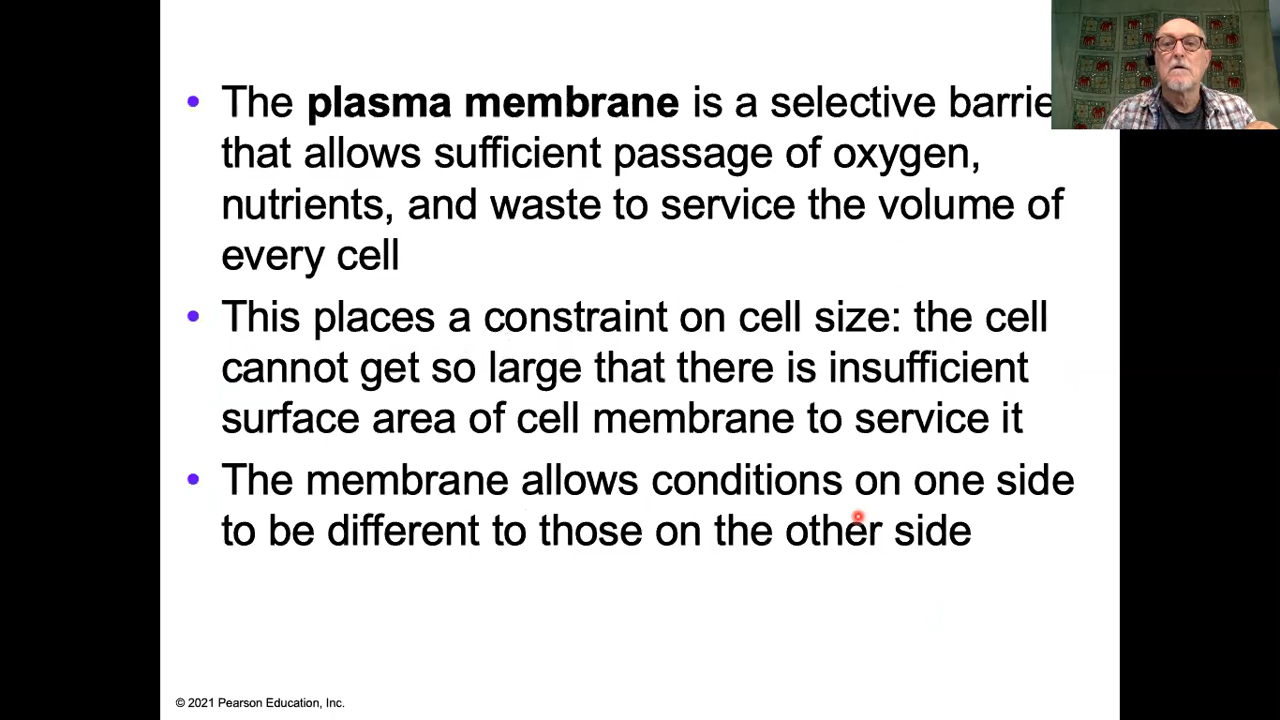 • The plasma membrane is a selective barrie
that allows sufficient passage of oxygen,
nutrients, and waste to service the volume of
every cell
• This places a constraint on cell size: the cell
cannot get so large that there is insufficient
surface area of cell membrane to service it
• The membrane allows conditions on one side
to be different to those on the other side
© 2021 Pearson Education, Inc.